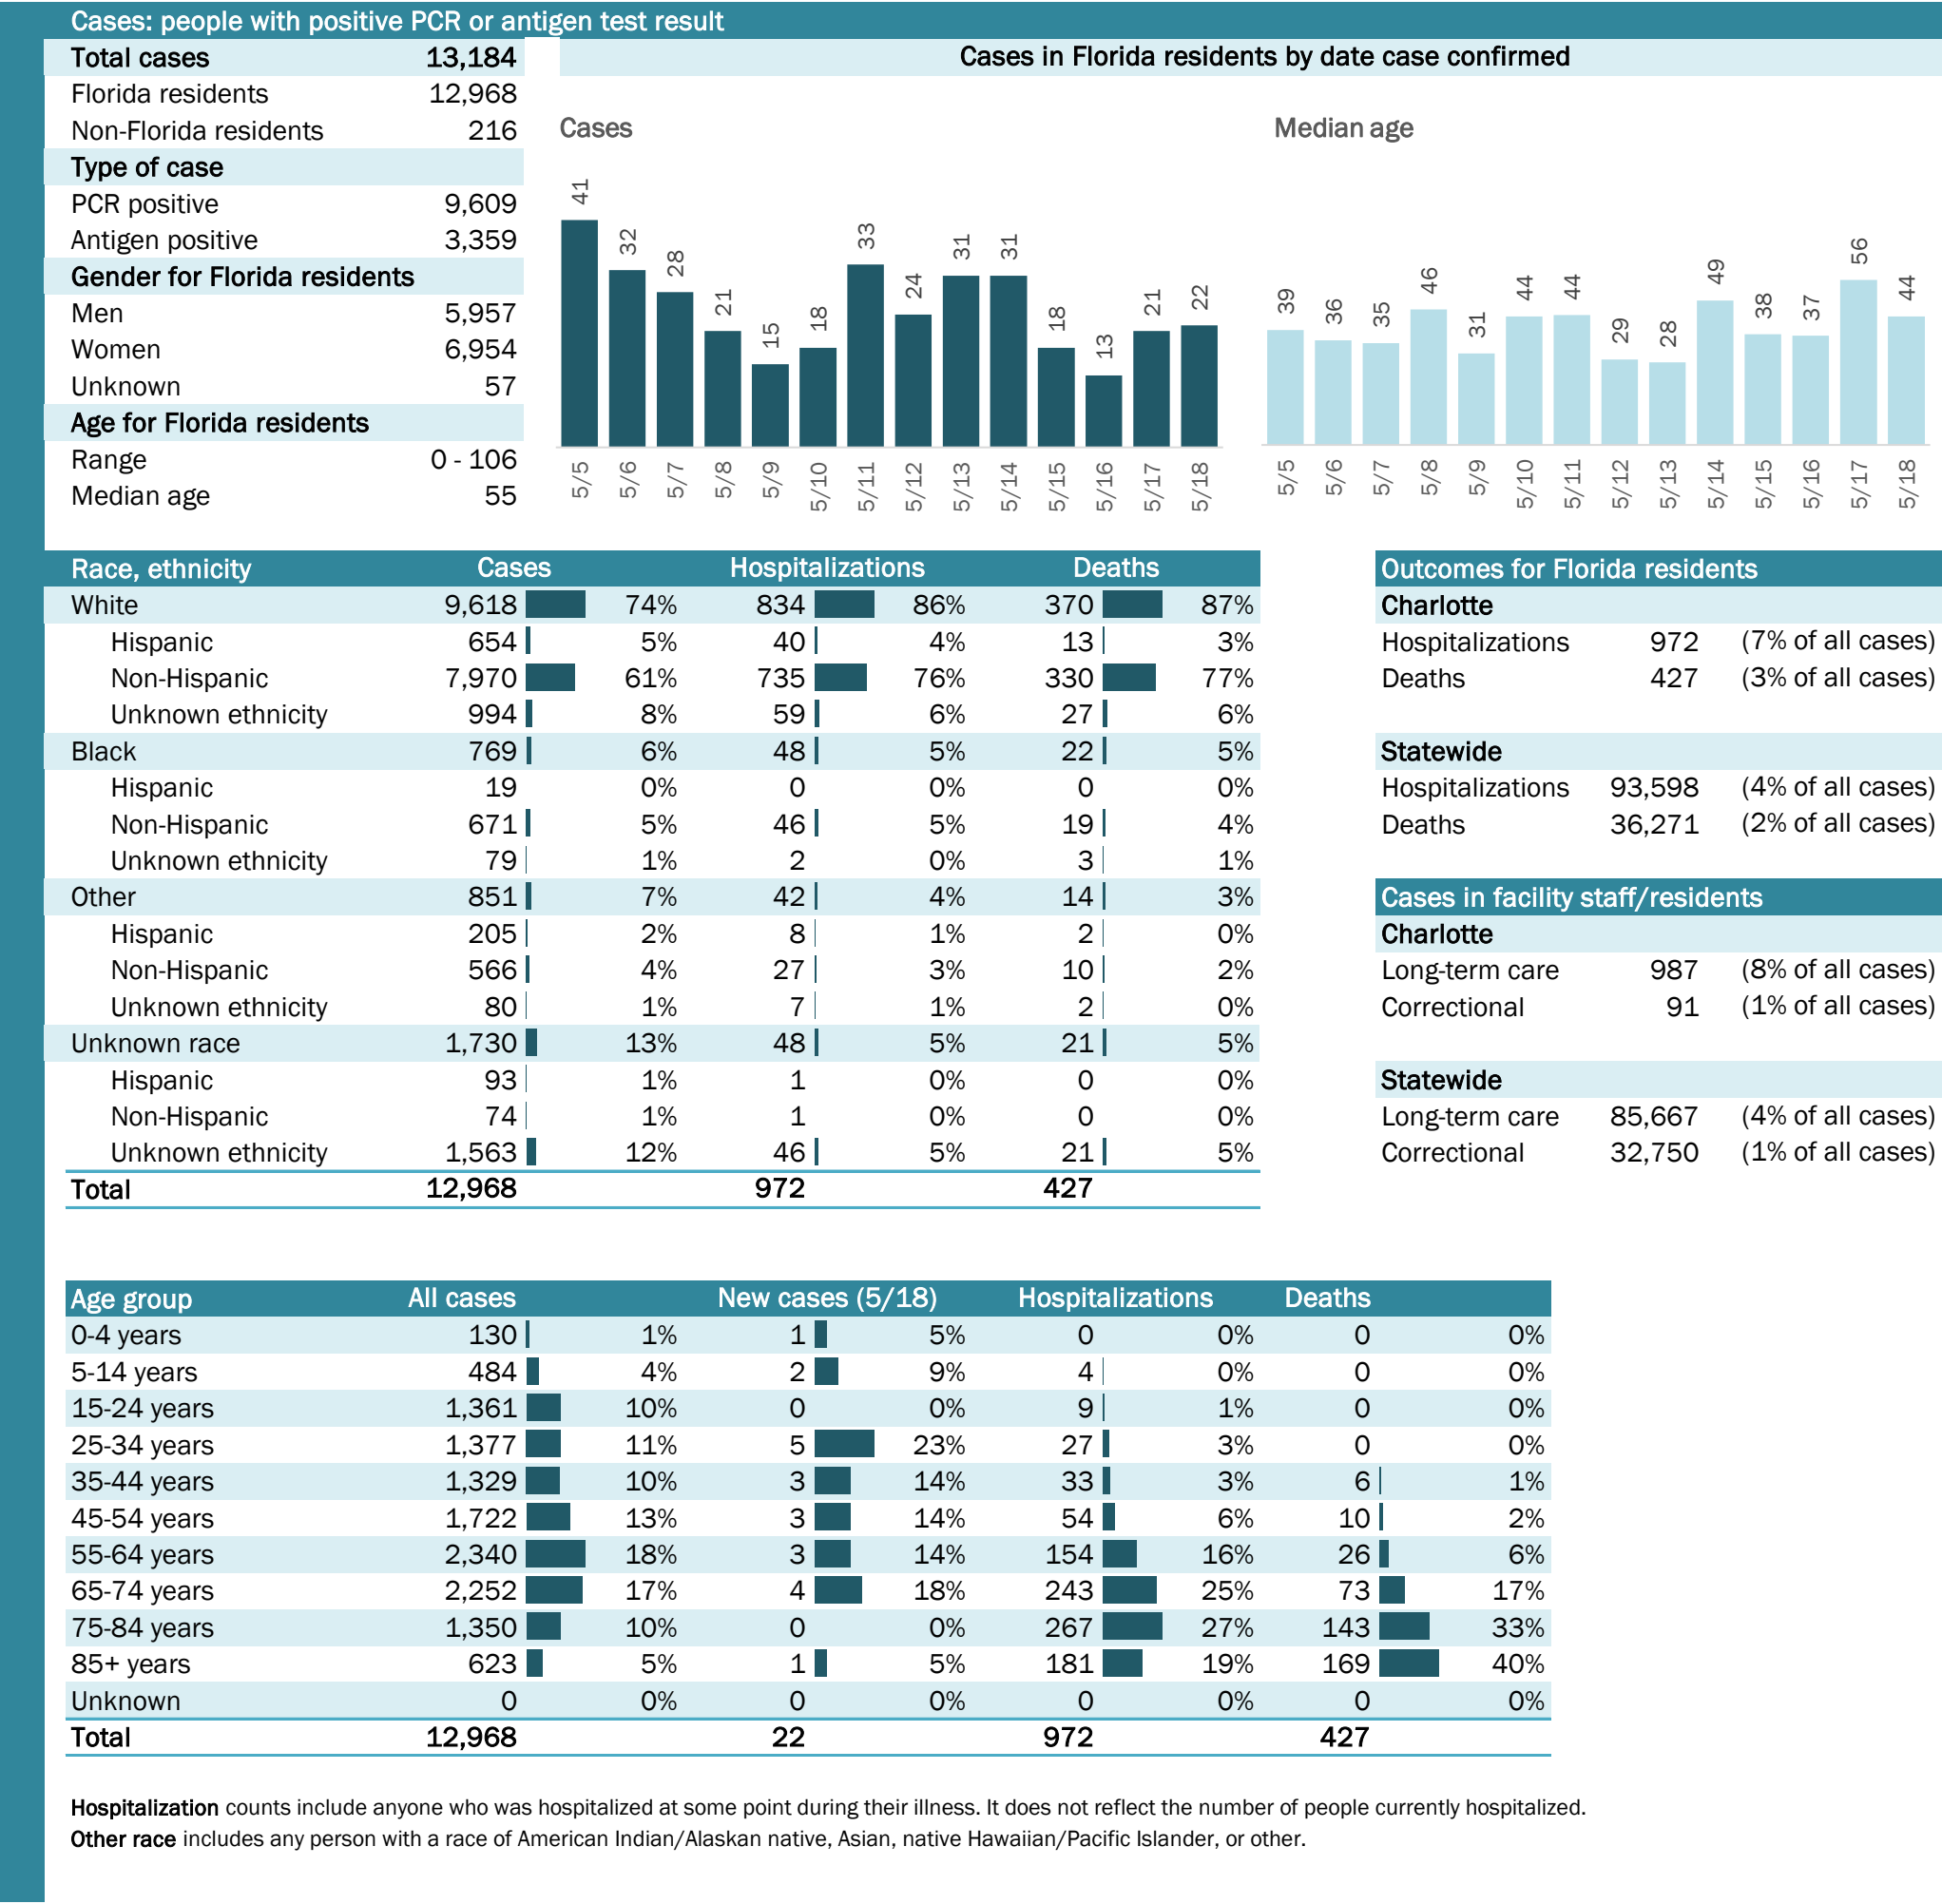 Cases: people with positive PCR or antigen test result
Total cases 13,184
Florida residents 12,968
Non-Florida residents 216
Type of case
PCR positive 9,609
Antigen positive 3,359
Gender for Florida residents
Men 5,957
Women 6,954
Unknown 57
Age for Florida residents
Range 0 - 106
Median age 55
Cases in Florida residents by date case confirmed
Cases
41 32 28 21 15 18 33 24 31 31 18 13 21 22
5/5 5/6 5/7 5/8 5/9 5/10 5/11 5/12 5/13 5/14 5/15 5/16 5/17 5/18
Median age
39 36 35 46 31 44 44 29 28 49 38 37 56 44
5/5 5/6 5/7 5/8 5/9 5/10 5/11 5/12 5/13 5/14 5/15 5/16 5/17 5/18
Race, ethnicity Cases Hospitalizations Deaths
White 9,618 74% 834 86% 370 87%
Hispanic 654 5% 40 4% 13 3%
Non-Hispanic 7,970 61% 735 76% 330 77%
Unknown ethnicity 994 8% 59 6% 27 6%
Black 769 6% 48 5% 22 5%
Hispanic 19 0% 0 0% 0 0%
Non-Hispanic 671 5% 46 5% 19 4%
Unknown ethnicity 79 1% 2 0% 3 1%
Other 851 7% 42 4% 14 3%
Hispanic 205 2% 8 1% 2 0%
Non-Hispanic 566 4% 27 3% 10 2%
Unknown ethnicity 80 1% 7 1% 2 0%
Unknown race 1,730 13% 48 5% 21 5%
Hispanic 93 1% 1 0% 0 0%
Non-Hispanic 74 1% 1 0% 0 0%
Unknown ethnicity 1,563 12% 46 5% 21 5%
Total 12,968 972 427
Outcomes for Florida residents
Charlotte
Hospitalizations 972 (7% of all cases)
Deaths 427 (3% of all cases)
Statewide
Hospitalizations 93,598 (4% of all cases)
Deaths 36,271 (2% of all cases)
Cases in facility staff/residents
Charlotte
Long-term care 987 (8% of all cases)
Correctional 91 (1% of all cases)
Statewide
Long-term care 85,667 (4% of all cases)
Correctional 32,750 (1% of all cases)
Age group All cases New cases (5/18) Hospitalizations Deaths
0-4 years 130 1% 1 5% 0 0% 0 0%
5-14 years 484 4% 2 9% 4 0% 0 0%
15-24 years 1,361 10% 0 0% 9 1% 0 0%
25-34 years 1,377 11% 5 23% 27 3% 0 0%
35-44 years 1,329 10% 3 14% 33 3% 6 1%
45-54 years 1,722 13% 3 14% 54 6% 10 2%
55-64 years 2,340 18% 3 14% 154 16% 26 6%
65-74 years 2,252 17% 4 18% 243 25% 73 17%
75-84 years 1,350 10% 0 0% 267 27% 143 33%
85+ years 623 5% 1 5% 181 19% 169 40%
Unknown 0 0% 0 0% 0 0% 0 0%
Total 12,968 22 972 427
Hospitalization counts include anyone who was hospitalized at some point during their illness. It does not reflect the number of people currently hospitalized.
Other race includes any person with a race of American Indian/Alaskan native, Asian, native Hawaiian/Pacific Islander, or other.